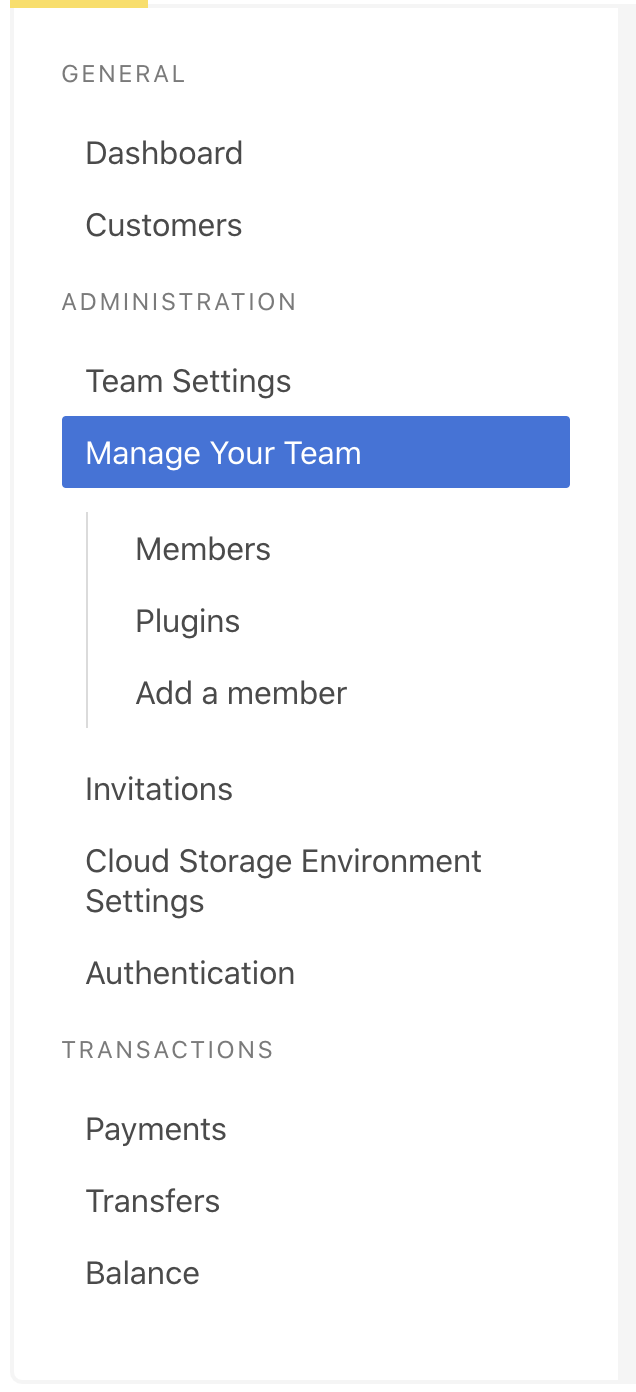 GENERAL
Dashboard
Customers
ADMINISTRATION
Team Settings
Manage Your Team
Members
Plugins
Add a member
Invitations
Cloud Storage Environment
Settings
Authentication
TRANSACTIONS
Payments
Transfers
Balance